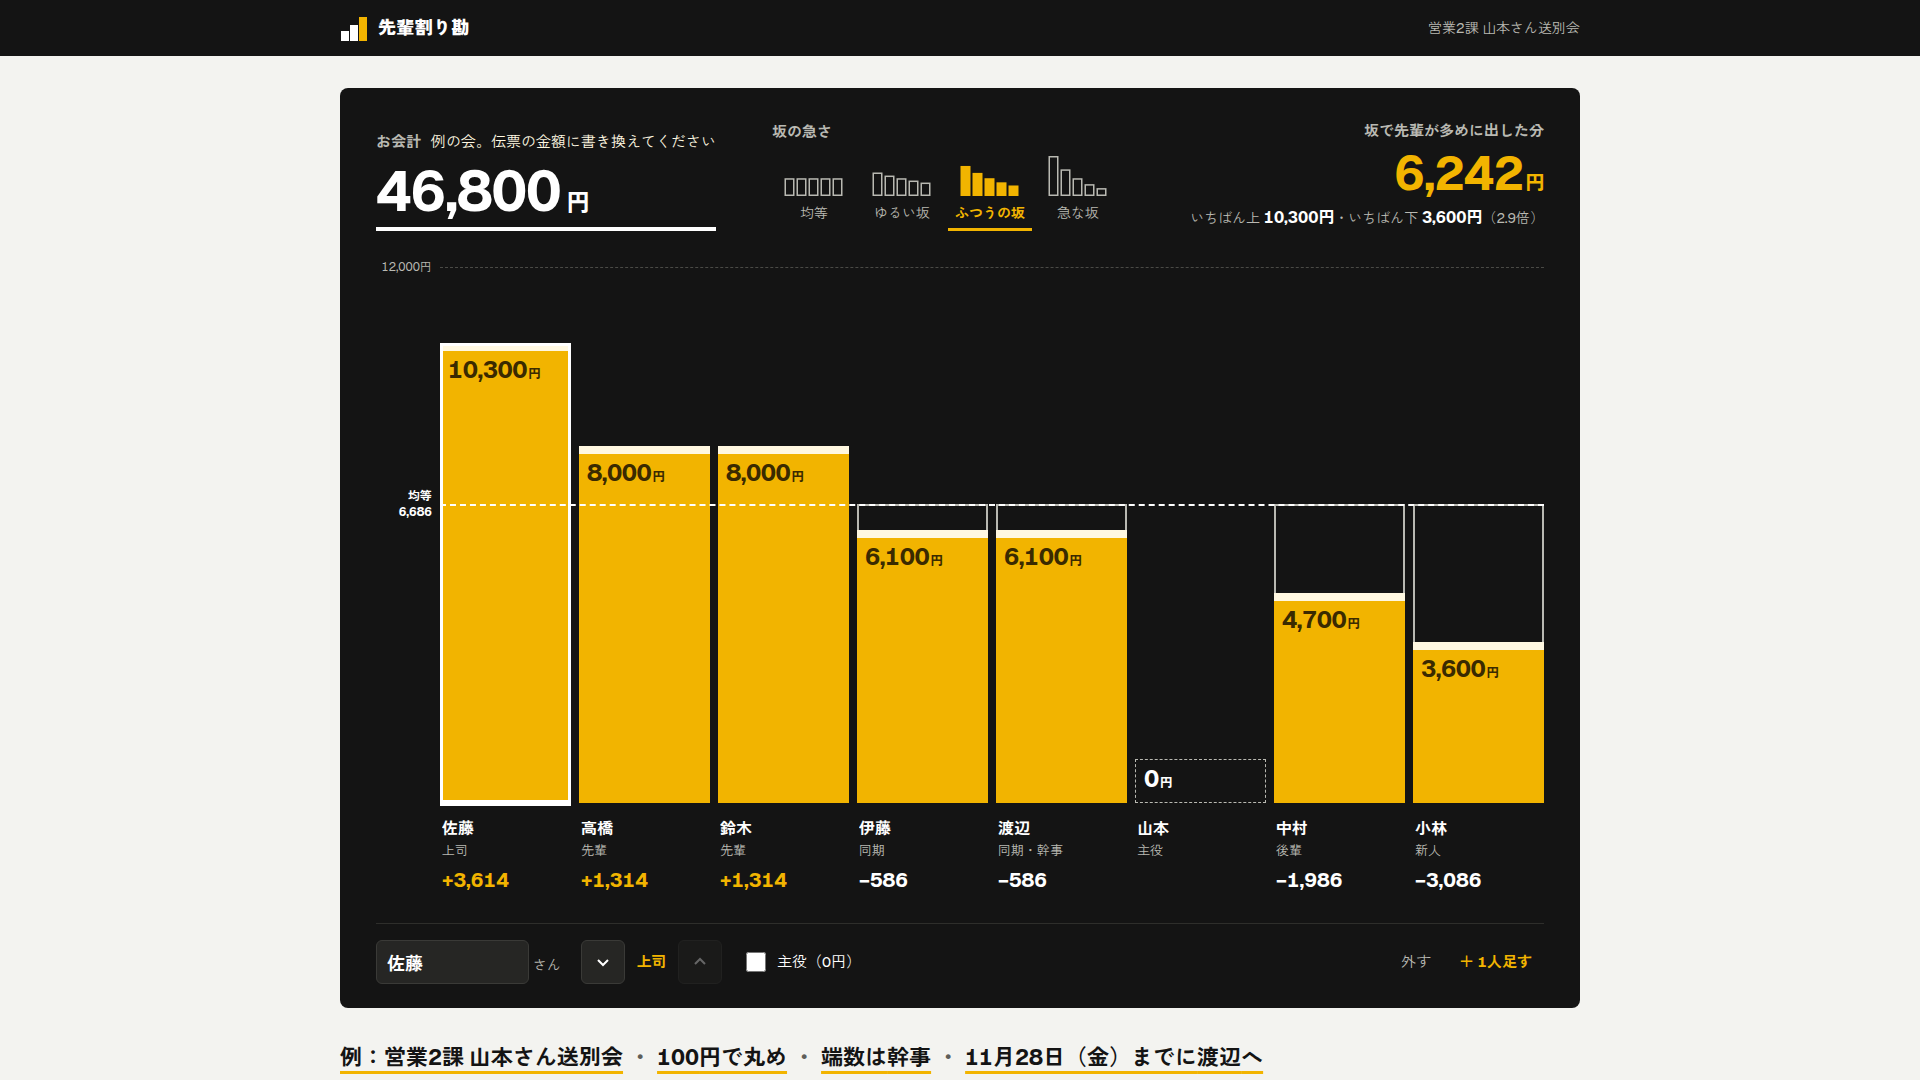 先輩割り勘
営業2課 山本さん送別会
お会計 例の会。伝票の金額に書き換えてください
46,800円
坂の急さ
均等
ゆるい坂
ふつうの坂
急な坂
坂で先輩が多めに出した分
6,242円
いちばん上 10,300円・いちばん下 3,600円（2.9倍）
12,000円
均等
6,686
10,300円
8,000円
8,000円
6,100円
6,100円
0円
4,700円
3,600円
佐藤
上司
+3,614
高橋
先輩
+1,314
鈴木
先輩
+1,314
伊藤
同期
−586
渡辺
同期・幹事
−586
山本
主役
中村
後輩
−1,986
小林
新人
−3,086
佐藤 さん
上司
主役（0円）
外す
＋1人足す
例：営業2課 山本さん送別会 ・ 100円で丸め ・ 端数は幹事 ・ 11月28日（金）までに渡辺へ